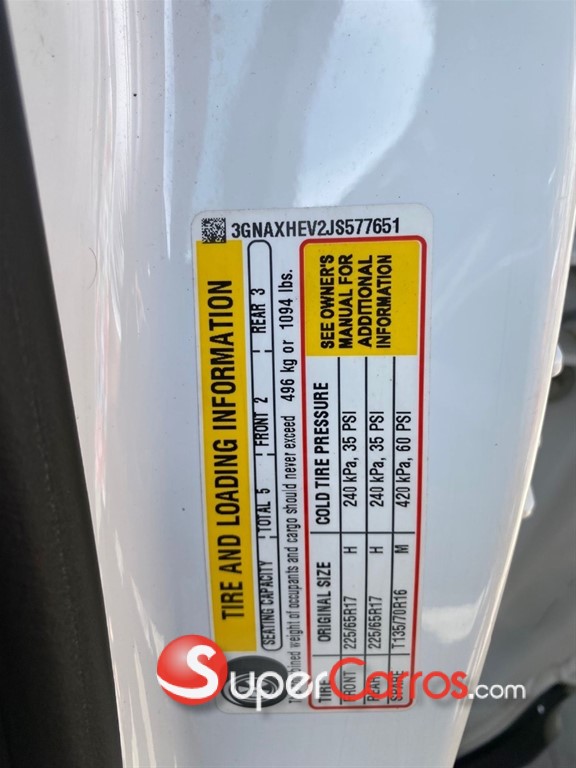 3GNAXHEV2JS577651
TIRE AND LOADING INFORMATION
SEATING CAPACITY TOTAL 5 FRONT 2 REAR 3
combined weight of occupants and cargo should never exceed 496 kg or 1094 lbs.
TIRE ORIGINAL SIZE COLD TIRE PRESSURE
FRONT 225/65R17 H 240 kPa, 35 PSI
REAR 225/65R17 H 240 kPa, 35 PSI
SPARE T135/70R16 M 420 kPa, 60 PSI
SEE OWNER'S
MANUAL FOR
ADDITIONAL
INFORMATION
SuperCarros.com